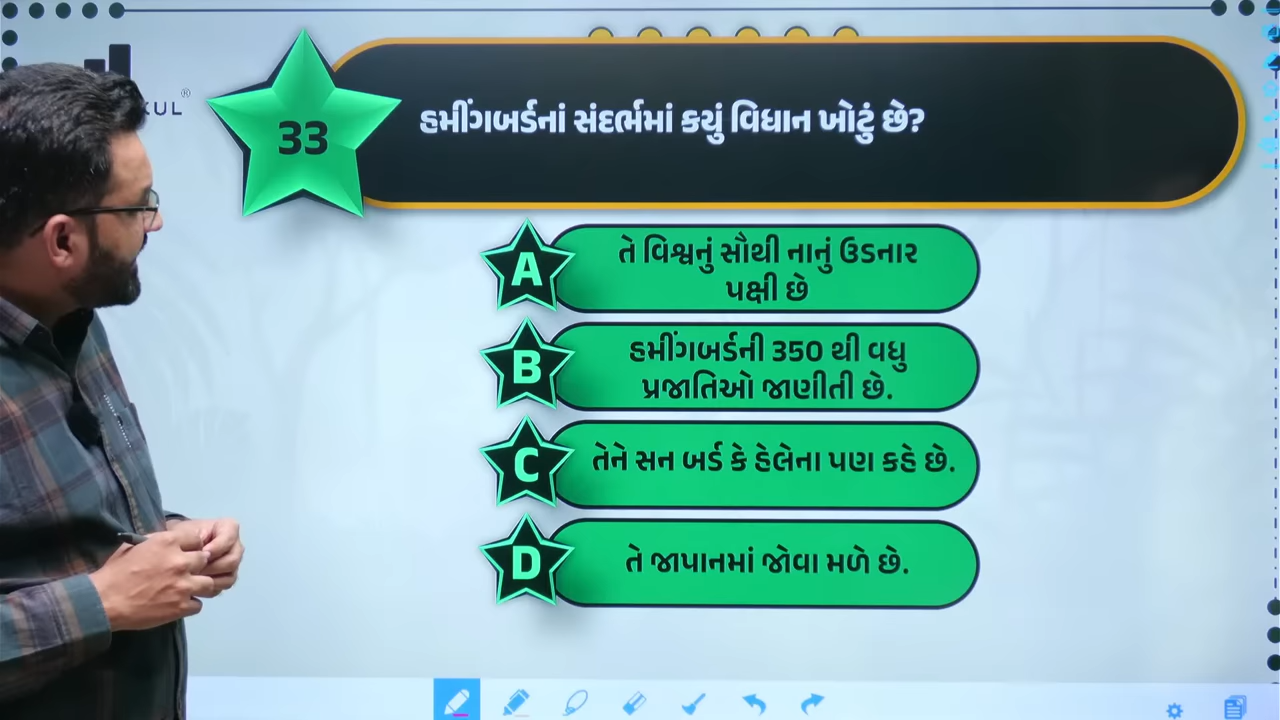 KUL®
33
હમીંગબર્ડનાં સંદર્ભમાં કયું વિધાન ખોટું છે?
A
તે વિશ્વનું સૌથી નાનું ઉડનાર
પક્ષી છે
B
હમીંગબર્ડની 350 થી વધુ
પ્રજાતિઓ જાણીતી છે.
C
તેને સન બર્ડ કે હેલેના પણ કહે છે.
D
તે જાપાનમાં જોવા મળે છે.